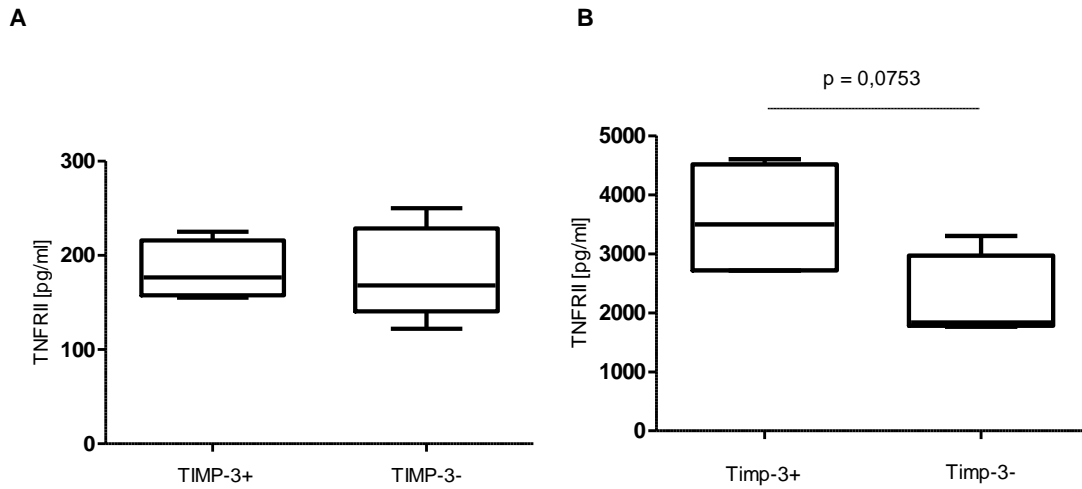 A
B
p = 0,0753
TNFRII [pg/ml]
300
200
100
0
TIMP-3+
TIMP-3-
TNFRII [pg/ml]
5000
4000
3000
2000
1000
0
Timp-3+
Timp-3-